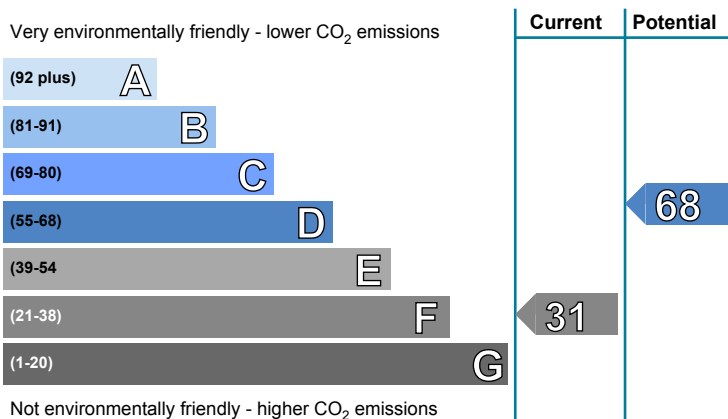 Current Potential
Very environmentally friendly - lower CO2 emissions
(92 plus) A
(81-91) B
(69-80) C
68
(55-68) D
(39-54 E
(21-38) F 31
(1-20) G
Not environmentally friendly - higher CO2 emissions